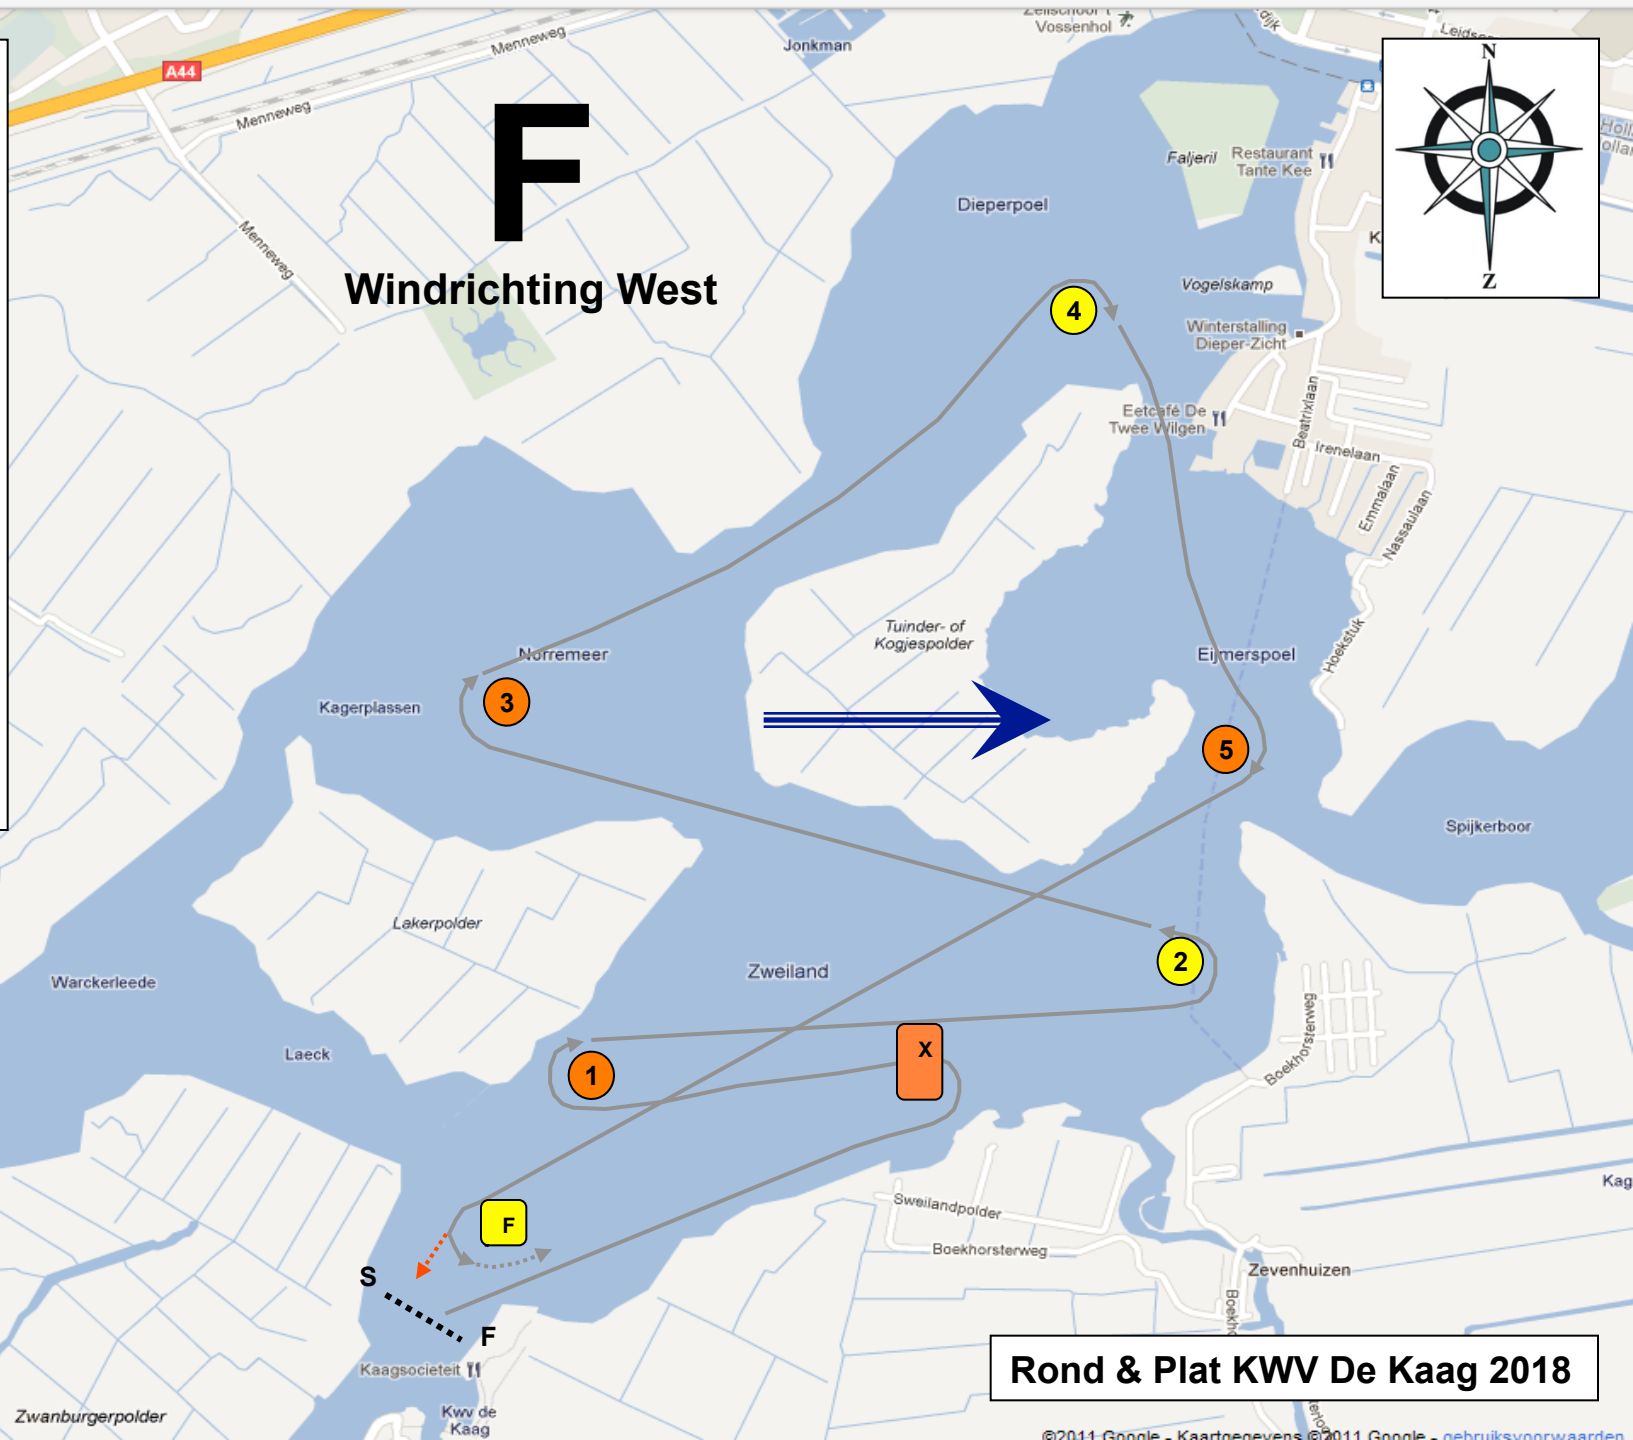 Zeilschool 't
Vossenhol
Jonkman
Menneweg
A44
Menneweg
Menneweg
F
Windrichting West
N
Z
Faljeril
Restaurant
Tante Kee
Dieperpoel
Vogelskamp
4
Winterstalling
Dieper-Zicht
Eetcafé De
Twee Wilgen
Beatrixlaan
Irenelaan
Emmalaan
Nassaulaan
Hoekstuk
Tuinder- of
Kogjespolder
Norremeer
Eijmerspoel
Kagerplassen
3
5
Spijkerboor
Lakerpolder
Zweiland
2
Warckerleede
Laeck
X
1
Boekhorsterweg
F
Sweilandpolder
Boekhorsterweg
Zevenhuizen
Kag
S
F
Boekho
Kaagsocieteit
Rond & Plat KWV De Kaag 2018
Zwanburgerpolder
Kwv de
Kaag
©2011 Google - Kaartgegevens ©2011 Google - gebruiksvoorwaarden